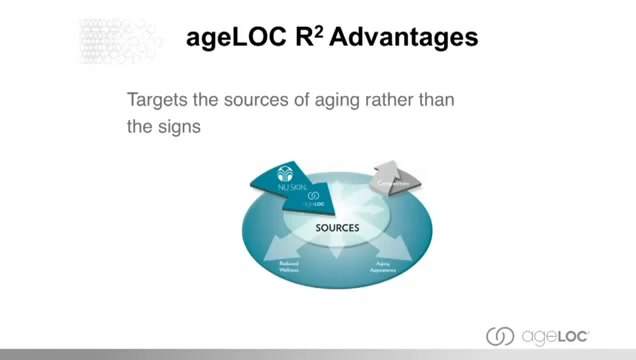 ageLOC R² Advantages
Targets the sources of aging rather than
the signs
NU SKIN
ageLOC
Competitors
SOURCES
Reduced
Wellness
Aging
Appearance
ageLOC